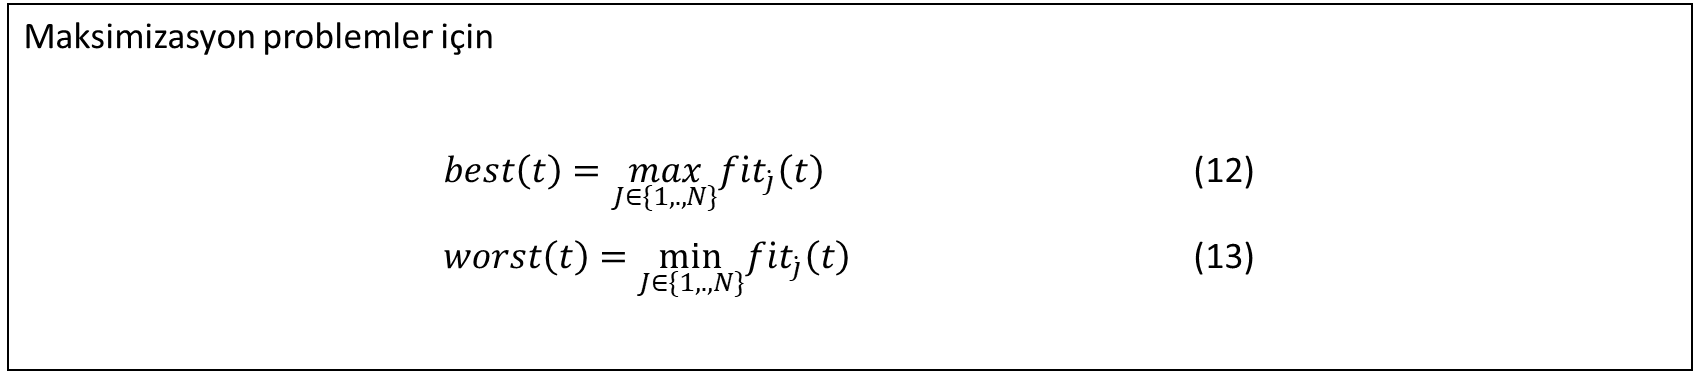 Maksimizasyon problemler için
best(t) = max fit_j(t) (12)
J∈{1,.,N}
worst(t) = min fit_j(t) (13)
J∈{1,.,N}